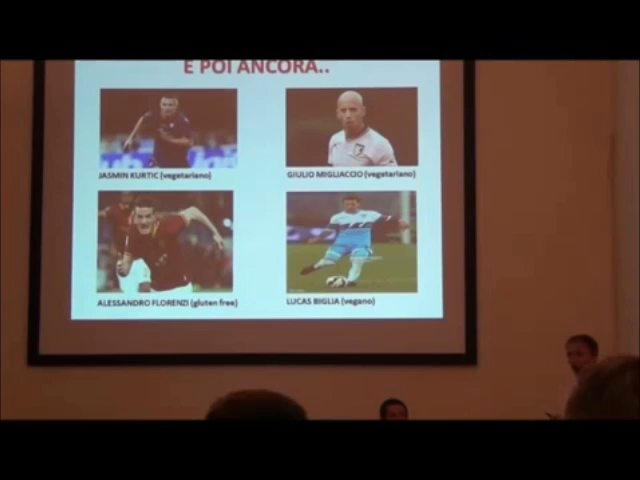 E POI ANCORA..
JASMIN KURTIC (vegetariano)
GIULIO MIGLIACCIO (vegetariano)
ALESSANDRO FLORENZI (gluten free)
LUCAS BIGLIA (vegano)